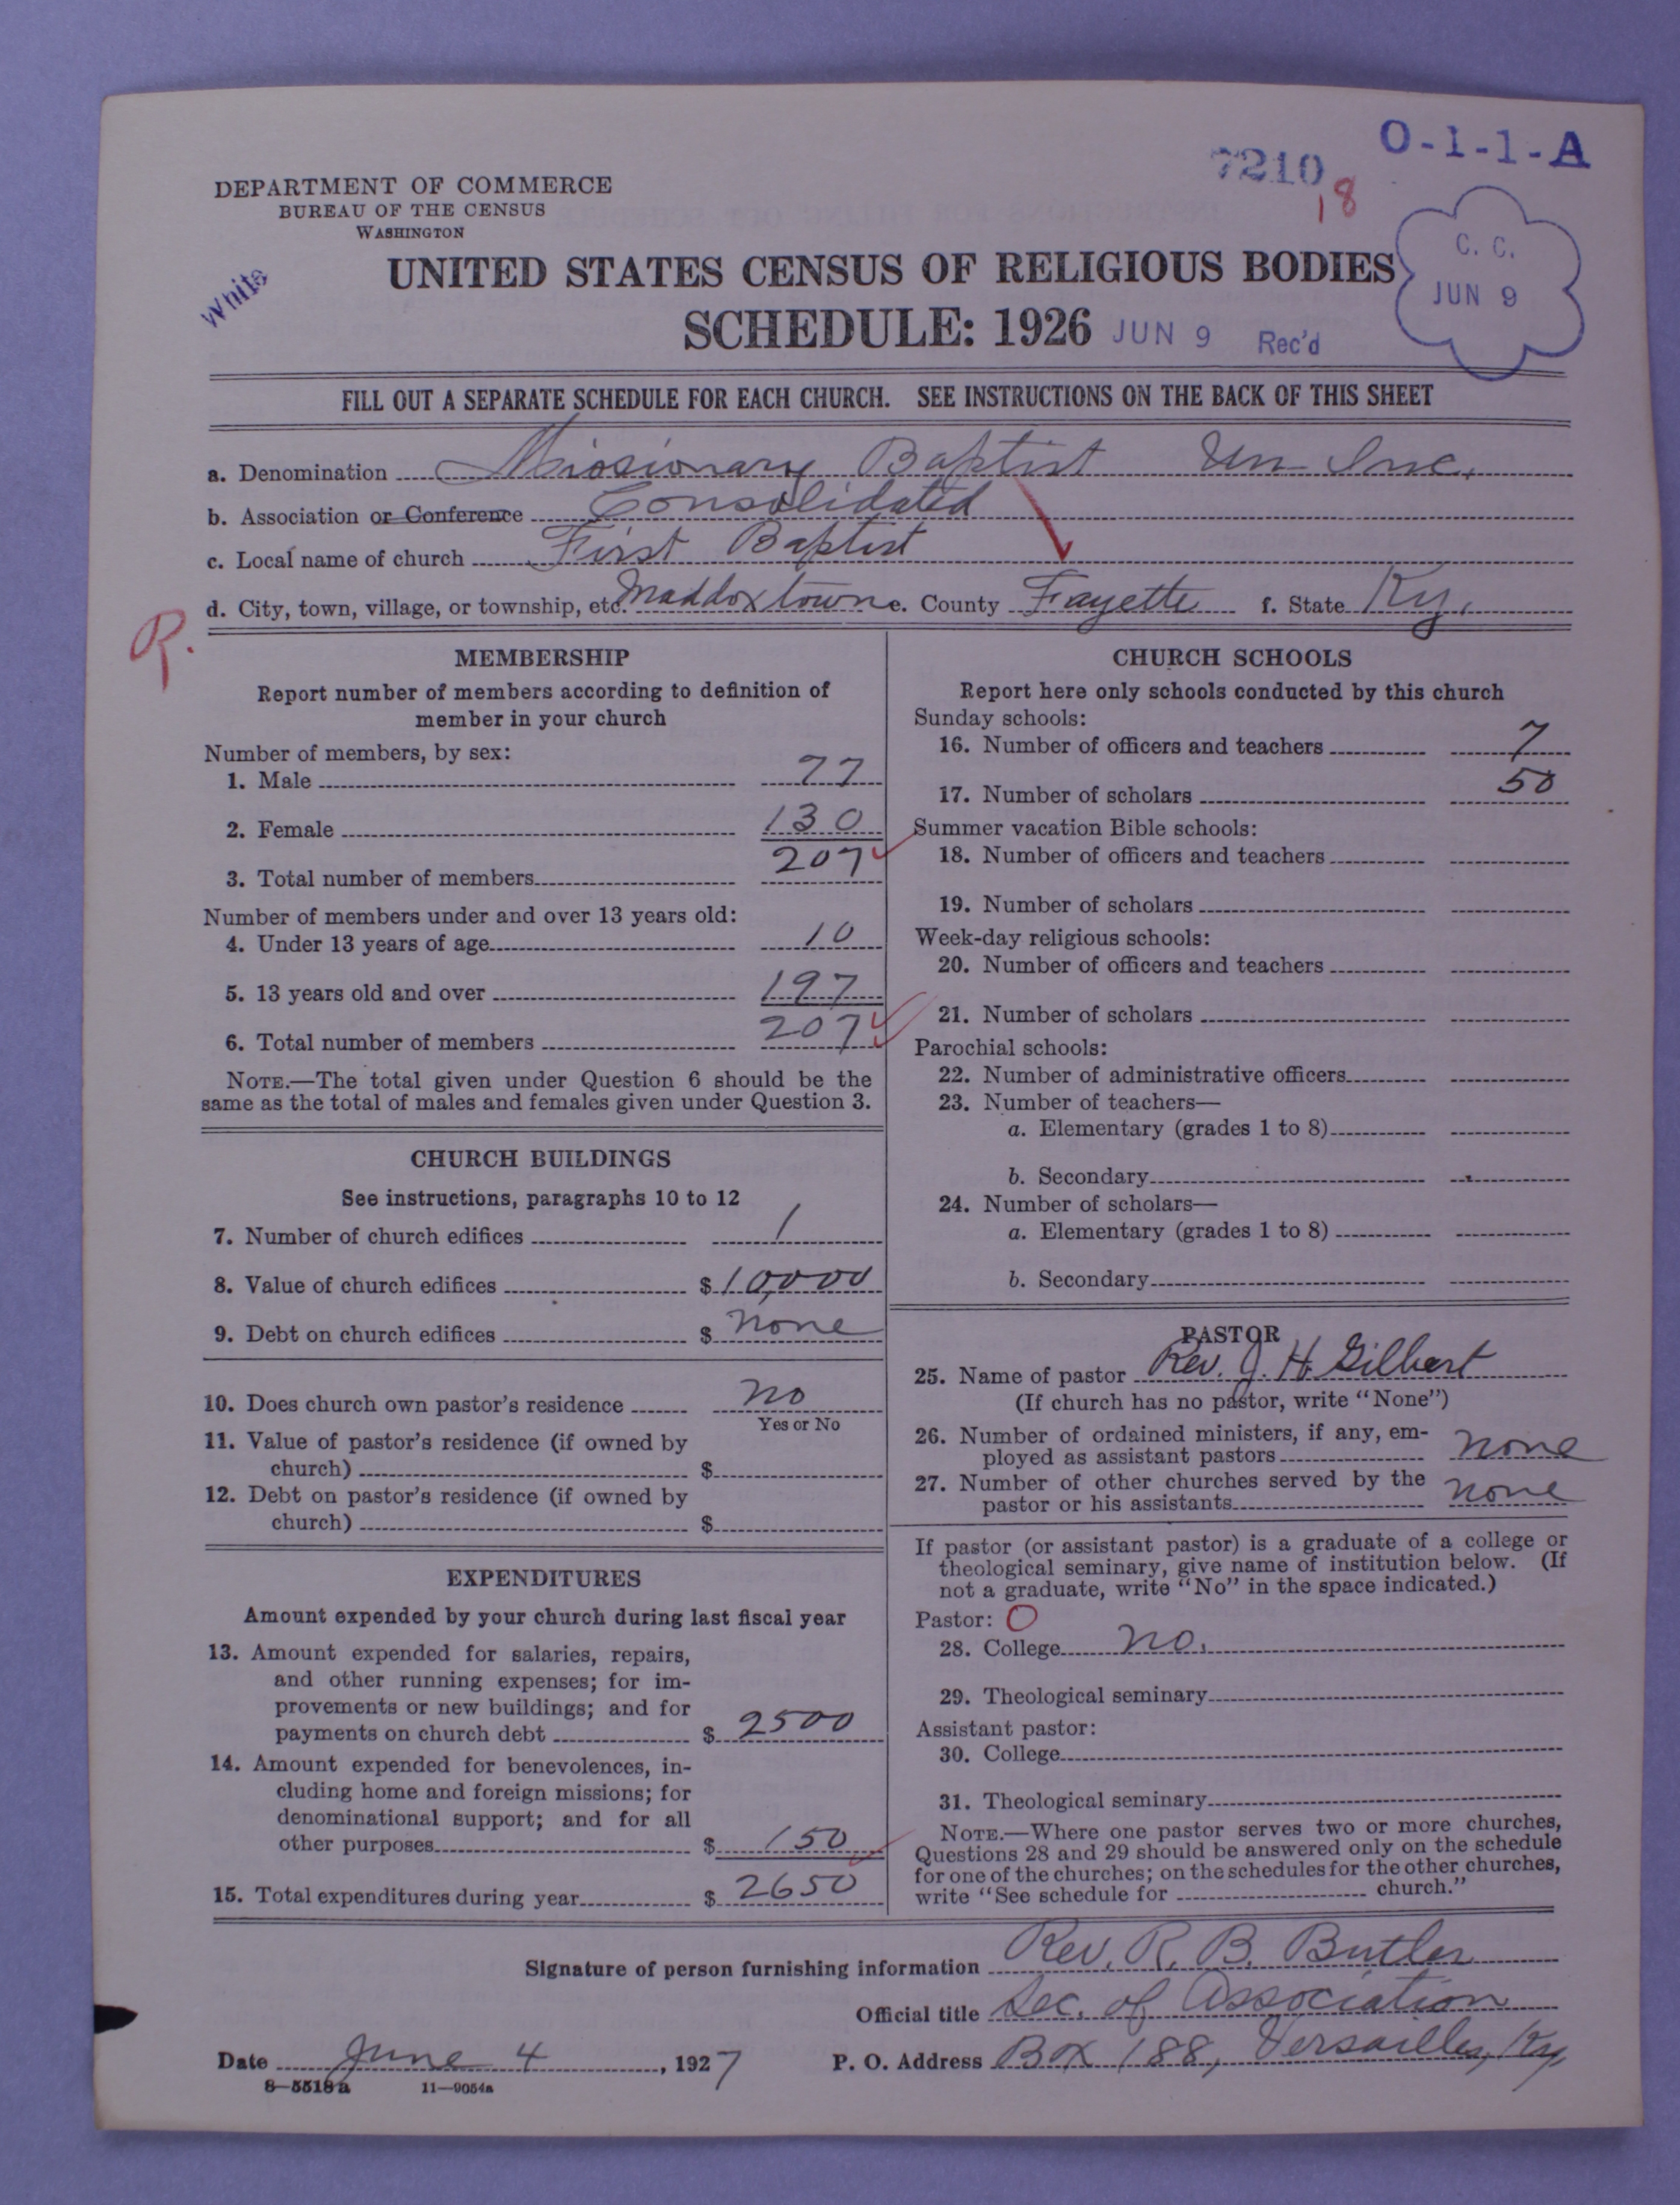 O-1-1-A
7210
18
DEPARTMENT OF COMMERCE
BUREAU OF THE CENSUS
WASHINGTON
White
C. C.
JUN 9
UNITED STATES CENSUS OF RELIGIOUS BODIES
SCHEDULE: 1926 JUN 9 Rec'd
FILL OUT A SEPARATE SCHEDULE FOR EACH CHURCH. SEE INSTRUCTIONS ON THE BACK OF THIS SHEET
a. Denomination Missionary Baptist Un-Inc.
b. Association or Conference Consolidated
c. Local name of church First Baptist
d. City, town, village, or township, etc. Maddoxtown e. County Fayette f. State Ky.
R.
MEMBERSHIP
Report number of members according to definition of
member in your church
Number of members, by sex:
1. Male 77
2. Female 130
3. Total number of members 207
Number of members under and over 13 years old:
4. Under 13 years of age 10
5. 13 years old and over 197
6. Total number of members 207
NOTE.—The total given under Question 6 should be the
same as the total of males and females given under Question 3.
CHURCH BUILDINGS
See instructions, paragraphs 10 to 12
7. Number of church edifices 1
8. Value of church edifices $ 10,000
9. Debt on church edifices $ none
10. Does church own pastor's residence no
Yes or No
11. Value of pastor's residence (if owned by
church) $
12. Debt on pastor's residence (if owned by
church) $
EXPENDITURES
Amount expended by your church during last fiscal year
13. Amount expended for salaries, repairs,
and other running expenses; for im-
provements or new buildings; and for
payments on church debt $ 2500
14. Amount expended for benevolences, in-
cluding home and foreign missions; for
denominational support; and for all
other purposes $ 150
15. Total expenditures during year $ 2650
CHURCH SCHOOLS
Report here only schools conducted by this church
Sunday schools:
16. Number of officers and teachers 7
17. Number of scholars 50
Summer vacation Bible schools:
18. Number of officers and teachers
19. Number of scholars
Week-day religious schools:
20. Number of officers and teachers
21. Number of scholars
Parochial schools:
22. Number of administrative officers
23. Number of teachers—
a. Elementary (grades 1 to 8)
b. Secondary
24. Number of scholars—
a. Elementary (grades 1 to 8)
b. Secondary
PASTOR
25. Name of pastor Rev. J. H. Gilbert
(If church has no pastor, write "None")
26. Number of ordained ministers, if any, em-
ployed as assistant pastors none
27. Number of other churches served by the
pastor or his assistants none
If pastor (or assistant pastor) is a graduate of a college or
theological seminary, give name of institution below. (If
not a graduate, write "No" in the space indicated.)
Pastor: O
28. College no.
29. Theological seminary
Assistant pastor:
30. College
31. Theological seminary
NOTE.—Where one pastor serves two or more churches,
Questions 28 and 29 should be answered only on the schedule
for one of the churches; on the schedules for the other churches,
write "See schedule for church."
Signature of person furnishing information Rev. R. B. Butler
Official title Sec. of Association
Date June 4, 1927 P. O. Address Box 188, Versailles, Ky,
8-5518a 11-9054a